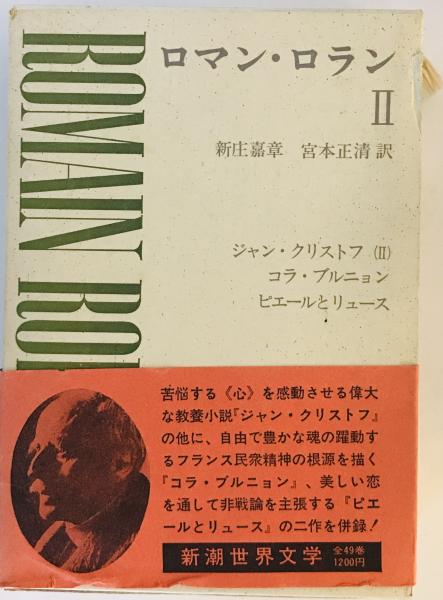 ROMAIN ROL
ロマン・ロラン
II
新庄嘉章 宮本正清 訳
ジャン・クリストフ (II)
コラ・ブルニョン
ピエールとリュース
苦悩する《心》を感動させる偉大
な教養小説『ジャン・クリストフ』
の他に、自由で豊かな魂の躍動す
るフランス民衆精神の根源を描く
『コラ・ブルニョン』、美しい恋
を通して非戦論を主張する『ピエ
ールとリュース』の二作を併録!
新潮世界文学 全49巻
1200円